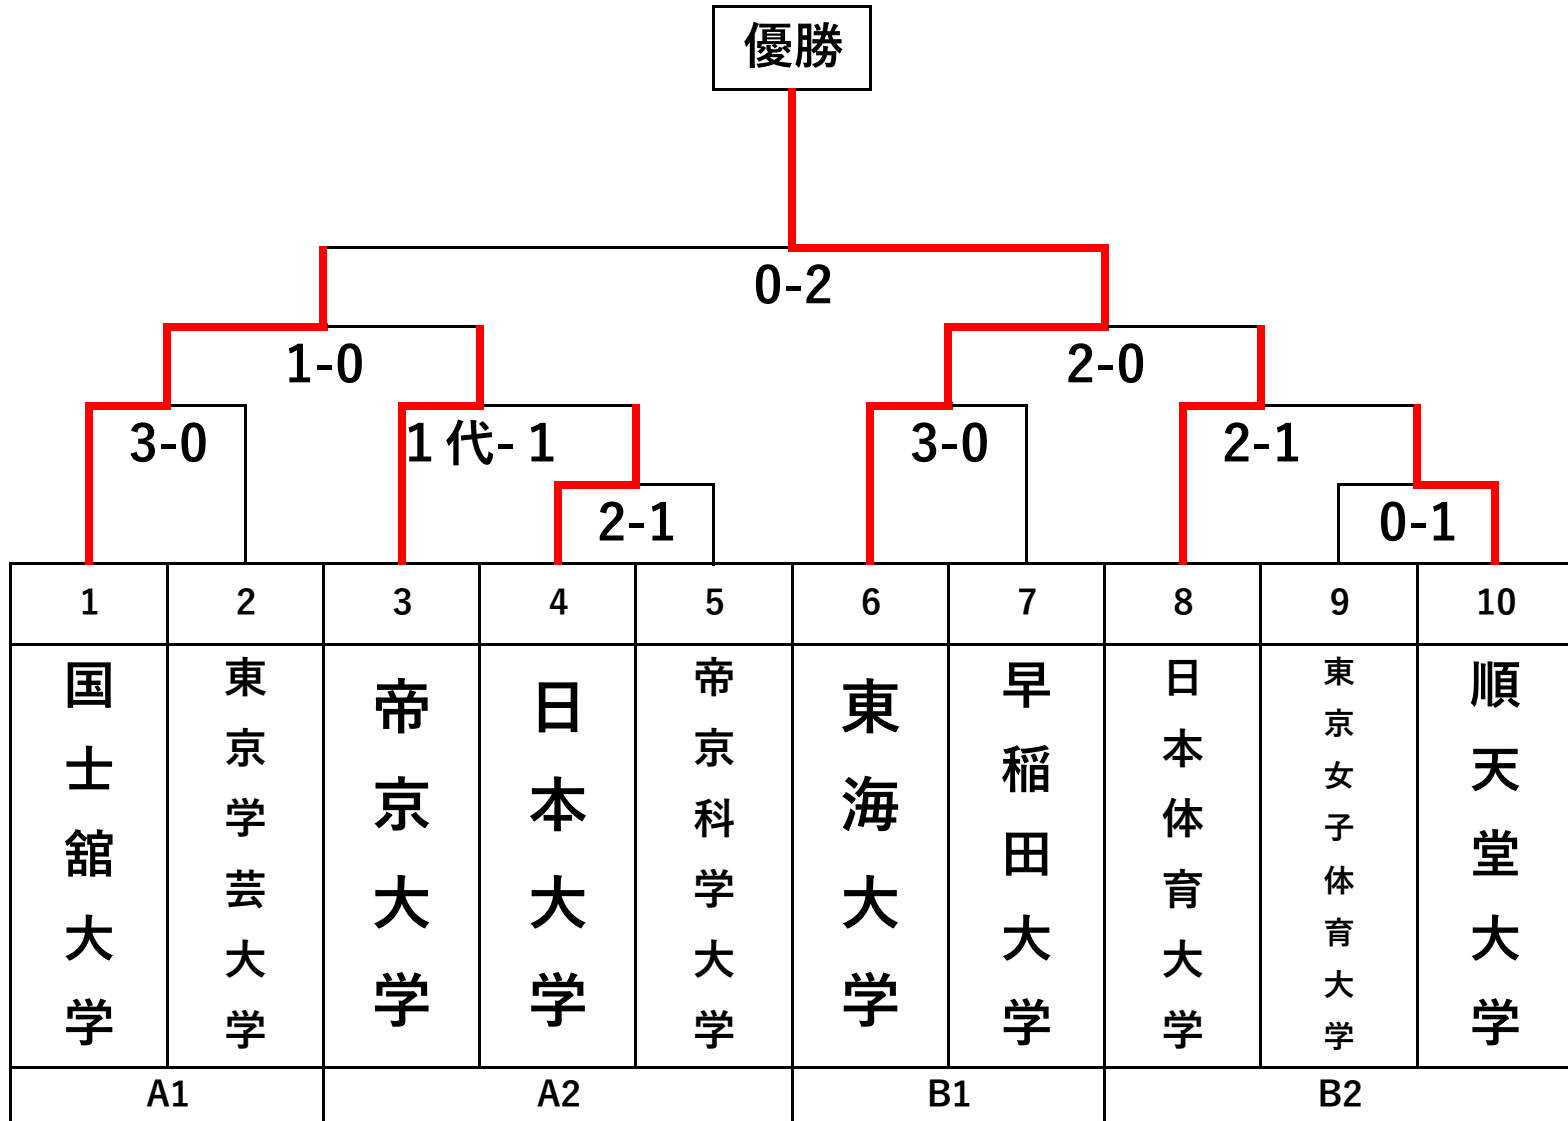 優勝
0-2
1-0
2-0
3-0
1代-1
3-0
2-1
2-1
0-1
1
2
3
4
5
6
7
8
9
10
国士舘大学
東京学芸大学
帝京大学
日本大学
帝京科学大学
東海大学
早稲田大学
日本体育大学
東京女子体育大学
順天堂大学
A1
A2
B1
B2